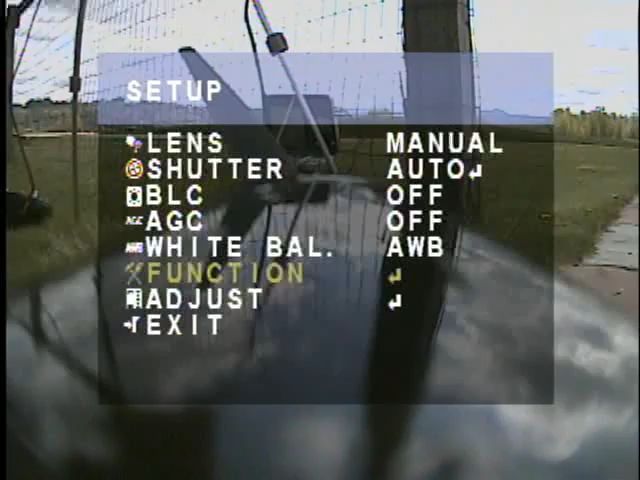 SETUP
LENS MANUAL
SHUTTER AUTO↲
BLC OFF
AGC OFF
WHITE BAL. AWB
FUNCTION ↲
ADJUST ↲
EXIT